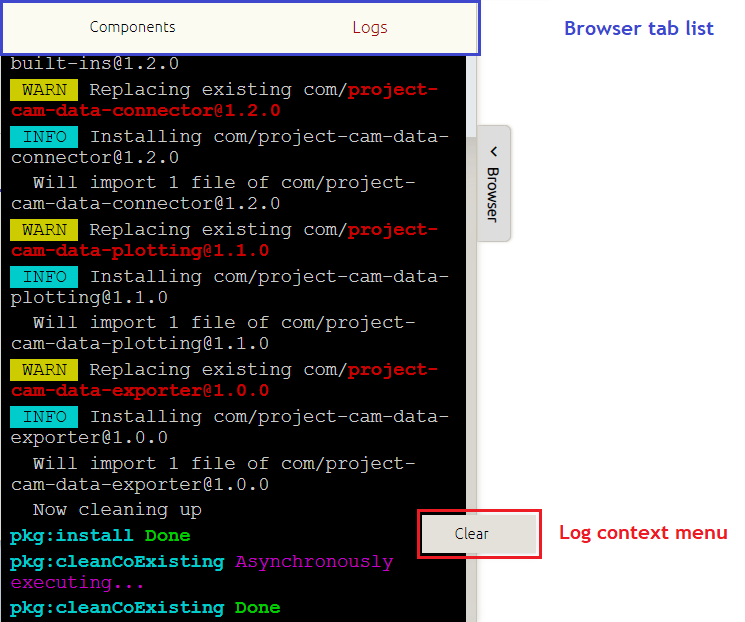 Components Logs Browser tab list
built-ins@1.2.0
WARN Replacing existing com/project-
cam-data-connector@1.2.0
INFO Installing com/project-cam-data-
connector@1.2.0
Will import 1 file of com/project-
cam-data-connector@1.2.0
Browser
WARN Replacing existing com/project-
cam-data-plotting@1.1.0
INFO Installing com/project-cam-data-
plotting@1.1.0
Will import 1 file of com/project-
cam-data-plotting@1.1.0
WARN Replacing existing com/project-
cam-data-exporter@1.0.0
INFO Installing com/project-cam-data-
exporter@1.0.0
Will import 1 file of com/project-
cam-data-exporter@1.0.0
Now cleaning up
pkg:install Done
Clear Log context menu
pkg:cleanCoExisting Asynchronously
executing...
pkg:cleanCoExisting Done